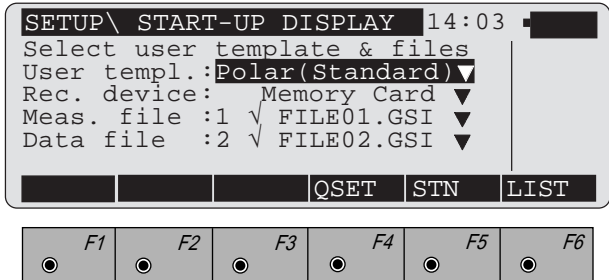 SETUP\ START-UP DISPLAY 14:03
Select user template & files
User templ.:Polar(Standard)▼
Rec. device: Memory Card ▼
Meas. file :1 √ FILE01.GSI ▼
Data file :2 √ FILE02.GSI ▼
QSET STN LIST
F1 F2 F3 F4 F5 F6